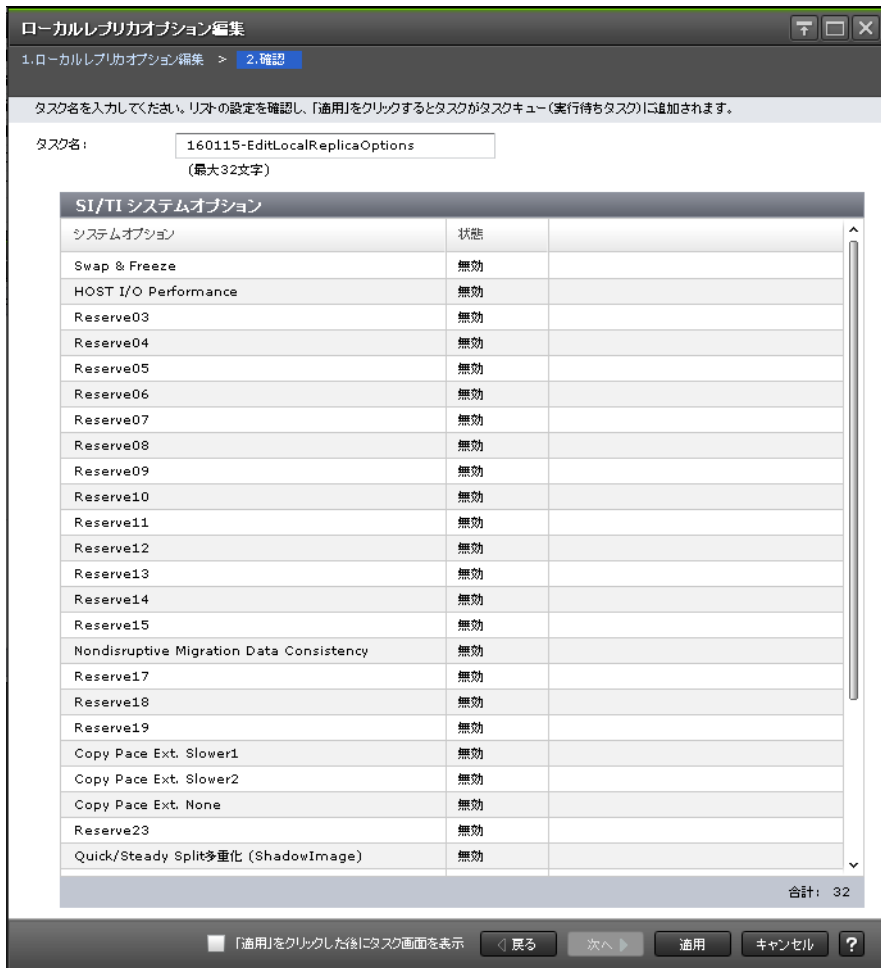 ローカルレプリカオプション編集
1.ローカルレプリカオプション編集 > 2.確認
タスク名を入力してください。リストの設定を確認し、「適用」をクリックするとタスクがタスクキュー(実行待ちタスク)に追加されます。
タスク名: 160115-EditLocalReplicaOptions
(最大32文字)
SI/TI システムオプション
システムオプション 状態
Swap & Freeze 無効
HOST I/O Performance 無効
Reserve03 無効
Reserve04 無効
Reserve05 無効
Reserve06 無効
Reserve07 無効
Reserve08 無効
Reserve09 無効
Reserve10 無効
Reserve11 無効
Reserve12 無効
Reserve13 無効
Reserve14 無効
Reserve15 無効
Nondisruptive Migration Data Consistency 無効
Reserve17 無効
Reserve18 無効
Reserve19 無効
Copy Pace Ext. Slower1 無効
Copy Pace Ext. Slower2 無効
Copy Pace Ext. None 無効
Reserve23 無効
Quick/Steady Split多重化 (ShadowImage) 無効
合計: 32
「適用」をクリックした後にタスク画面を表示 戻る 次へ 適用 キャンセル ?